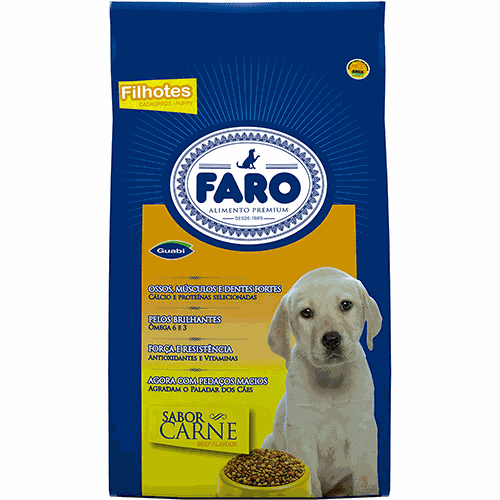 Filhotes
CACHORROS - PUPPY
FARO
ALIMENTO PREMIUM
DESDE-1985
Guabi
OSSOS, MÚSCULOS E DENTES FORTES
CÁLCIO E PROTEÍNAS SELECIONADAS
PELOS BRILHANTES
ÔMEGA 6 E 3
FORÇA E RESISTÊNCIA
ANTIOXIDANTES E VITAMINAS
AGORA COM PEDAÇOS MACIOS
AGRADAM O PALADAR DOS CÃES
SABOR
CARNE
BEEF FLAVOUR